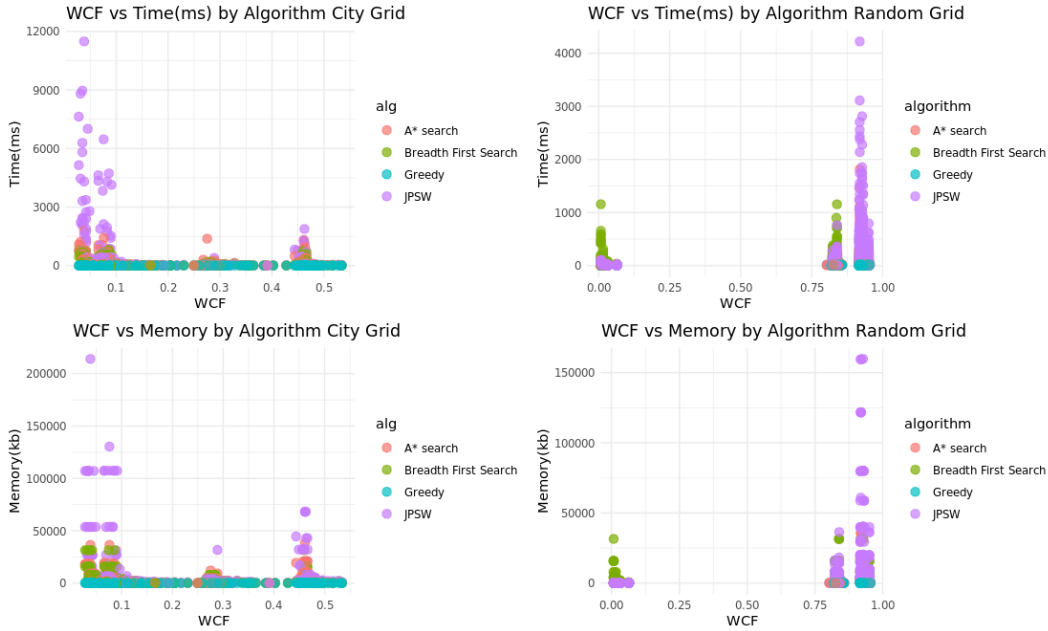 WCF vs Time(ms) by Algorithm City Grid
Time(ms)
12000
9000
6000
3000
0
0.1 0.2 0.3 0.4 0.5
WCF
alg
A* search
Breadth First Search
Greedy
JPSW
WCF vs Time(ms) by Algorithm Random Grid
Time(ms)
4000
3000
2000
1000
0
0.00 0.25 0.50 0.75 1.00
WCF
algorithm
A* search
Breadth First Search
Greedy
JPSW
WCF vs Memory by Algorithm City Grid
Memory(kb)
200000
150000
100000
50000
0
0.1 0.2 0.3 0.4 0.5
WCF
alg
A* search
Breadth First Search
Greedy
JPSW
WCF vs Memory by Algorithm Random Grid
Memory(kb)
150000
100000
50000
0
0.00 0.25 0.50 0.75 1.00
WCF
algorithm
A* search
Breadth First Search
Greedy
JPSW